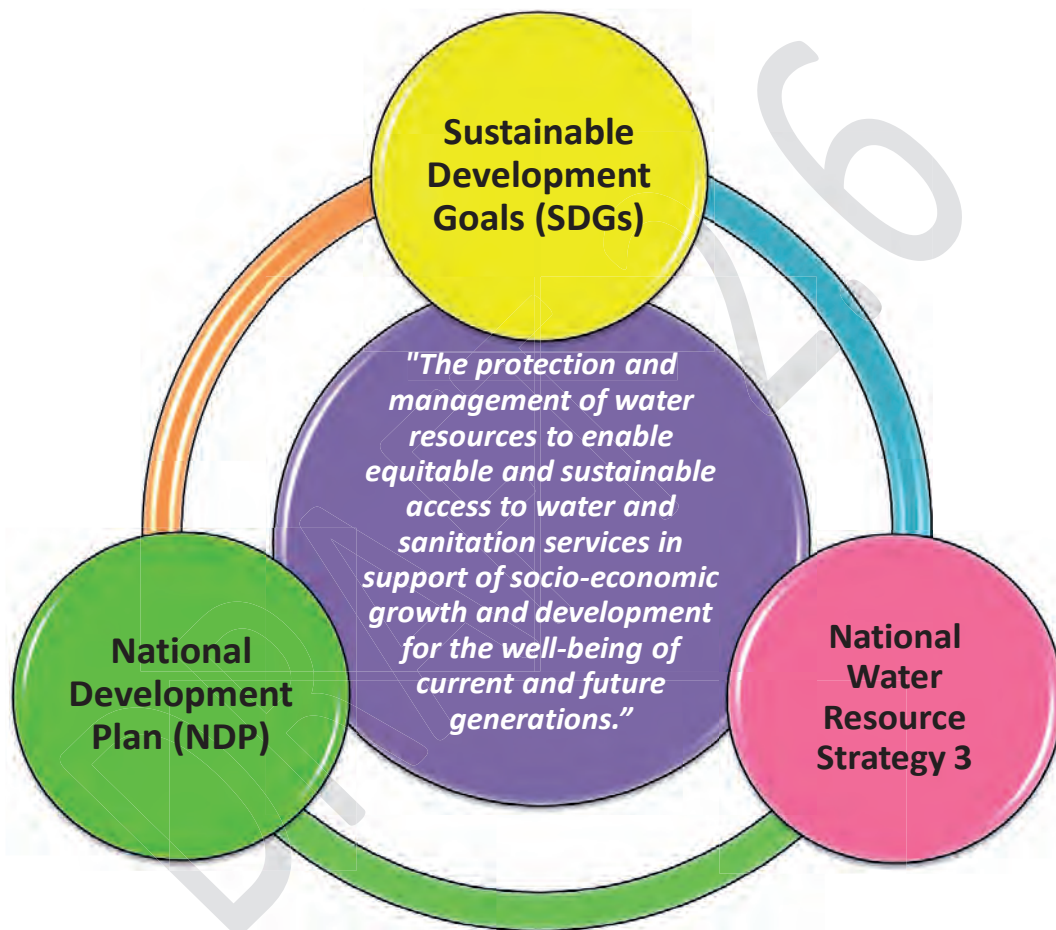 Sustainable
Development
Goals (SDGs)
"The protection and
management of water
resources to enable
equitable and sustainable
access to water and
sanitation services in
support of socio-economic
growth and development
for the well-being of
current and future
generations.”
National
Development
Plan (NDP)
National
Water
Resource
Strategy 3